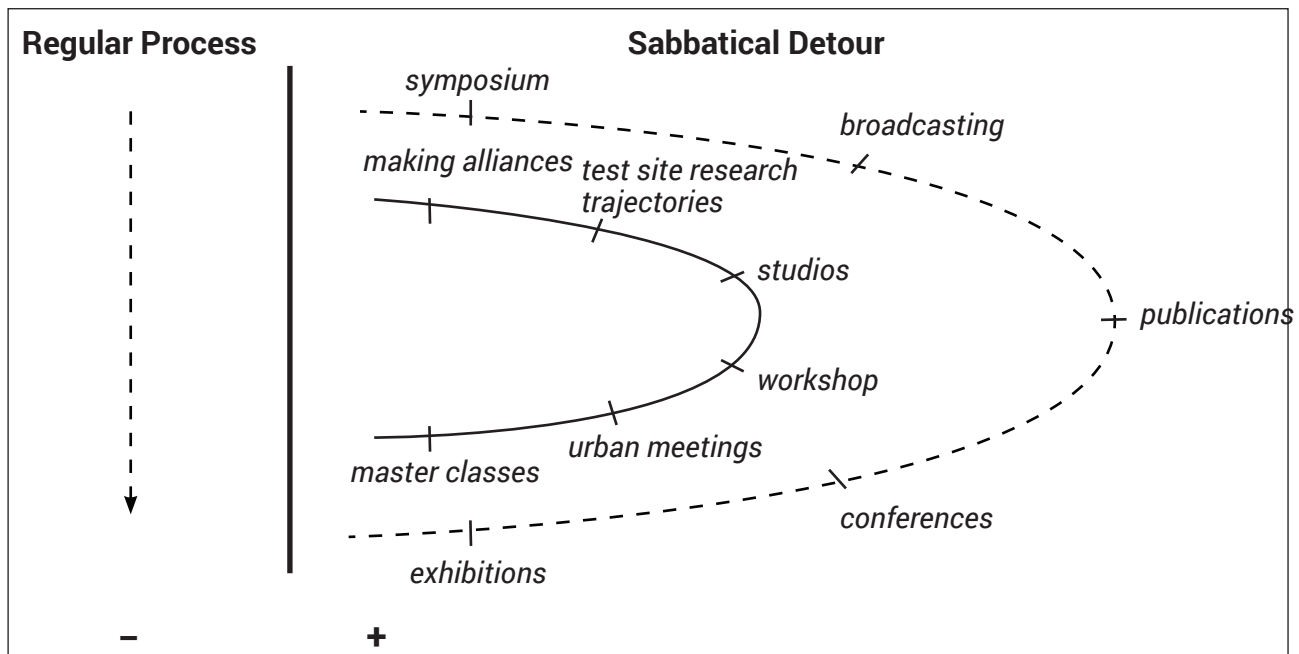 Regular Process
Sabbatical Detour
symposium
broadcasting
making alliances
test site research
trajectories
studios
publications
workshop
urban meetings
master classes
conferences
exhibitions
–
+